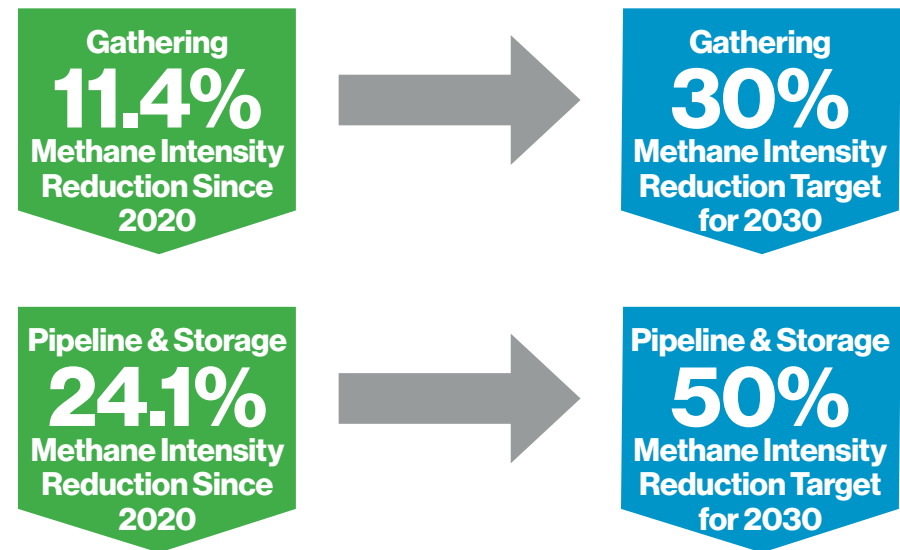 Gathering
11.4%
Methane Intensity
Reduction Since
2020
Gathering
30%
Methane Intensity
Reduction Target
for 2030
Pipeline & Storage
24.1%
Methane Intensity
Reduction Since
2020
Pipeline & Storage
50%
Methane Intensity
Reduction Target
for 2030